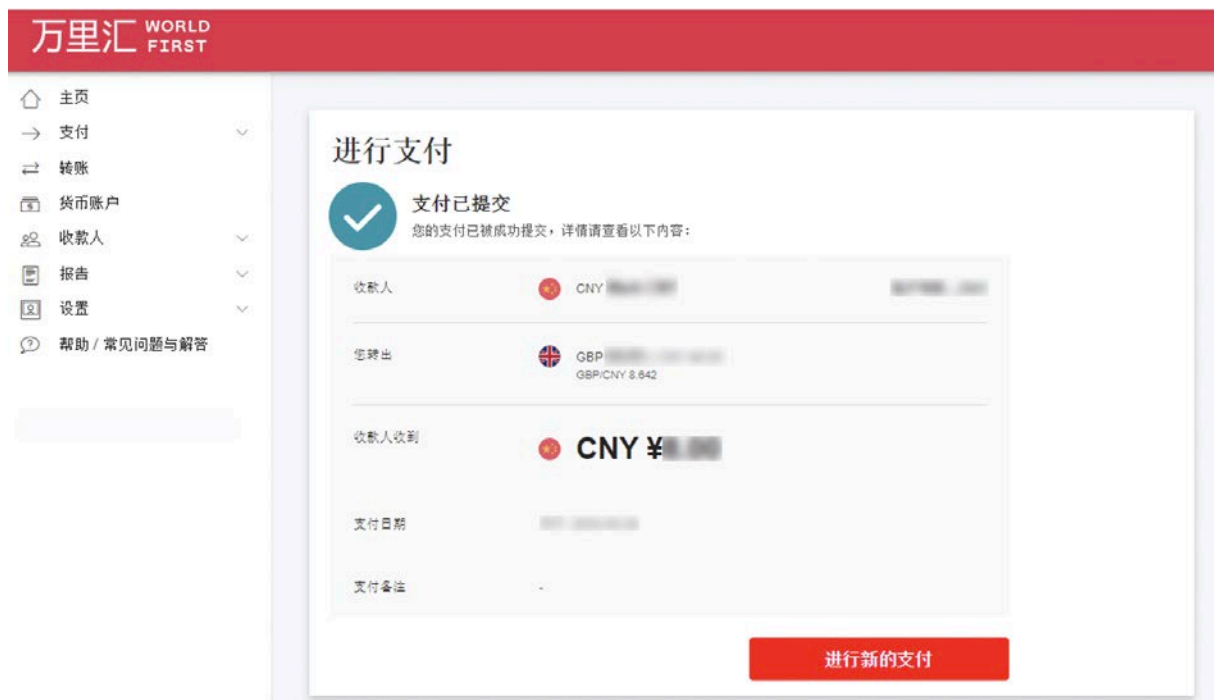 万里汇 WORLD
FIRST
主页
支付
转账
货币账户
收款人
报告
设置
帮助 / 常见问题与解答
进行支付
支付已提交
您的支付已被成功提交，详情请查看以下内容：
收款人 CNY
您转出 GBP
GBP/CNY 8.642
收款人收到 CNY ¥
支付日期
支付备注 -
进行新的支付